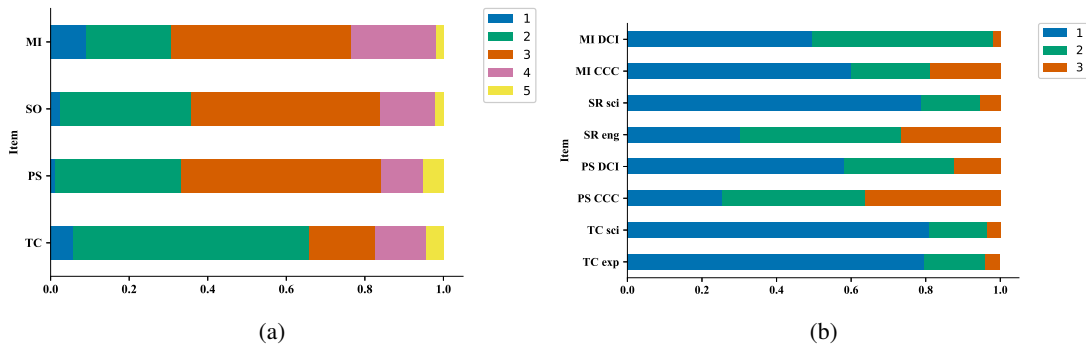 MI
SO
PS
TC
Item
0.0 0.2 0.4 0.6 0.8 1.0
1
2
3
4
5
(a)
MI DCI
MI CCC
SR sci
SR eng
PS DCI
PS CCC
TC sci
TC exp
Item
0.0 0.2 0.4 0.6 0.8 1.0
1
2
3
(b)